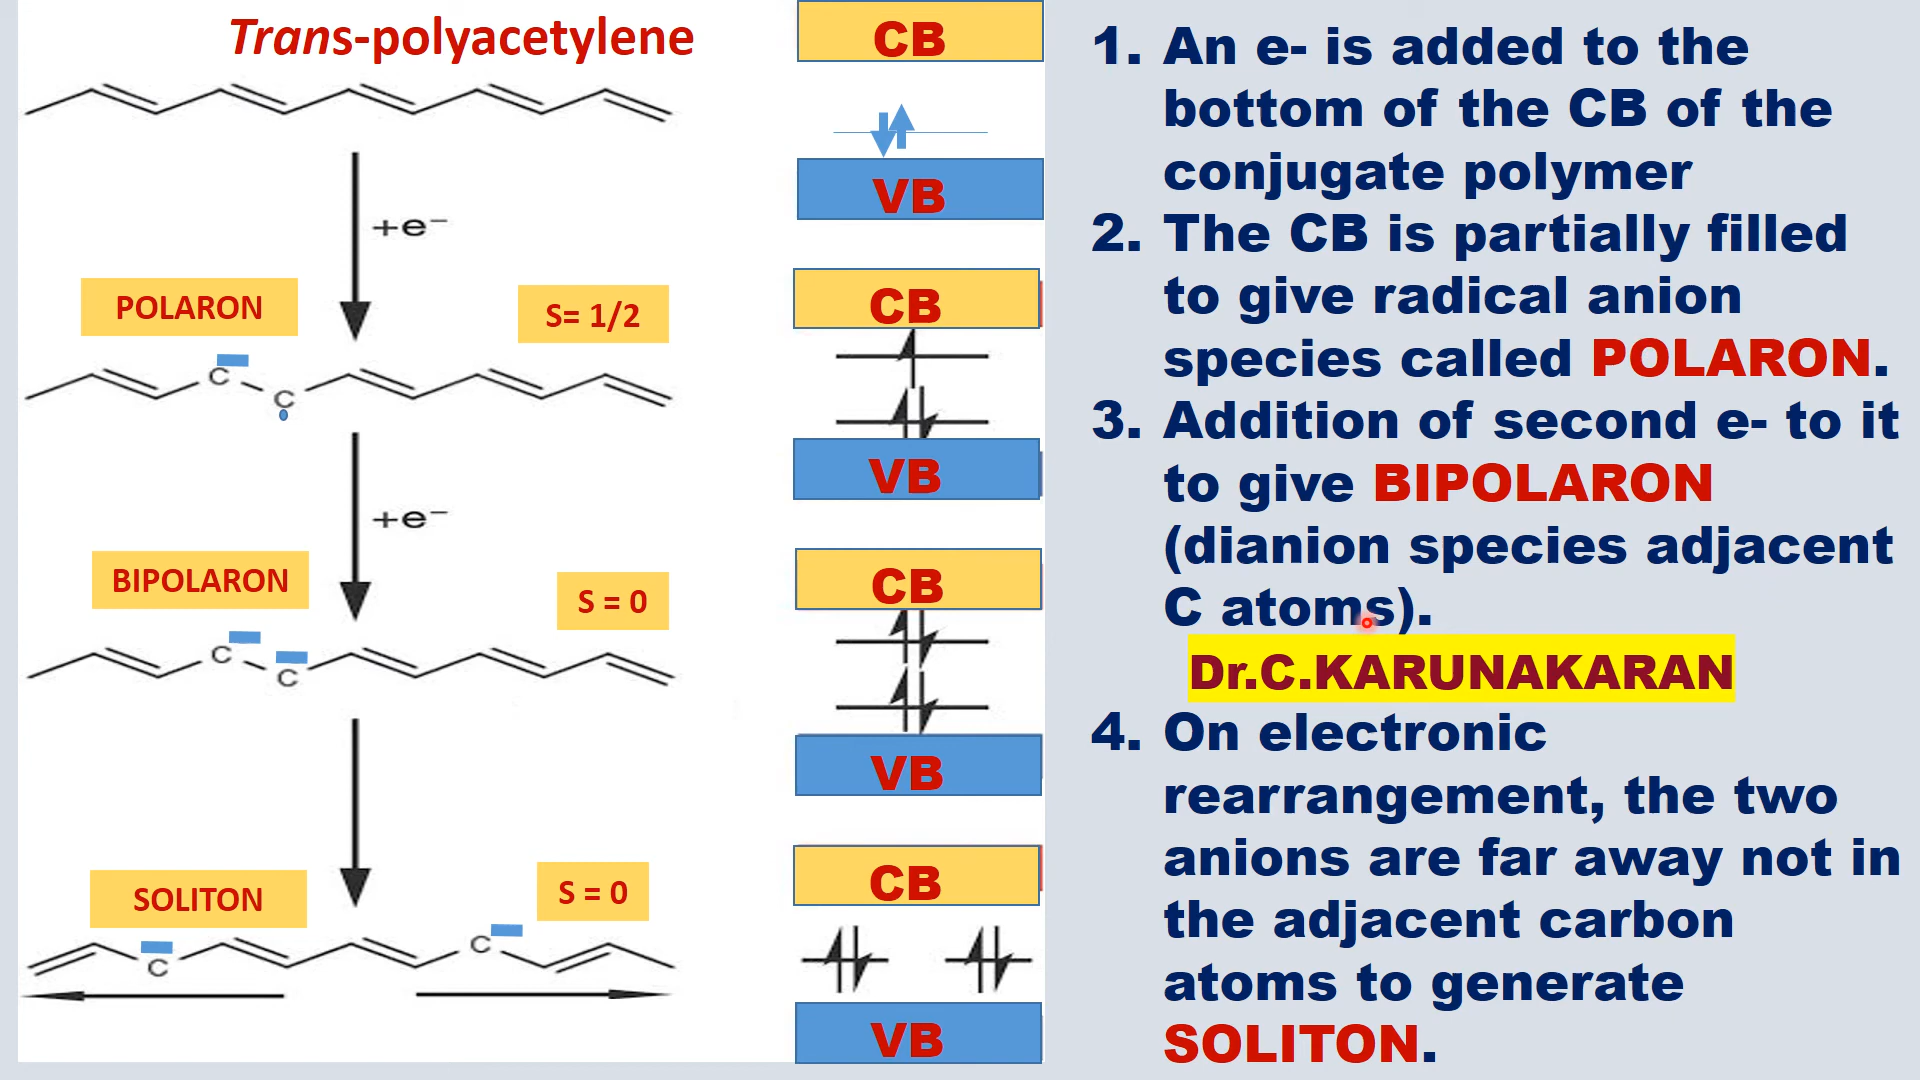 Trans-polyacetylene
+e⁻
POLARON
S= 1/2
C
C
+e⁻
BIPOLARON
S = 0
C
C
SOLITON
S = 0
C
C
CB
VB
CB
VB
CB
VB
CB
VB
1. An e- is added to the
bottom of the CB of the
conjugate polymer
2. The CB is partially filled
to give radical anion
species called POLARON.
3. Addition of second e- to it
to give BIPOLARON
(dianion species adjacent
C atoms).
Dr.C.KARUNAKARAN
4. On electronic
rearrangement, the two
anions are far away not in
the adjacent carbon
atoms to generate
SOLITON.